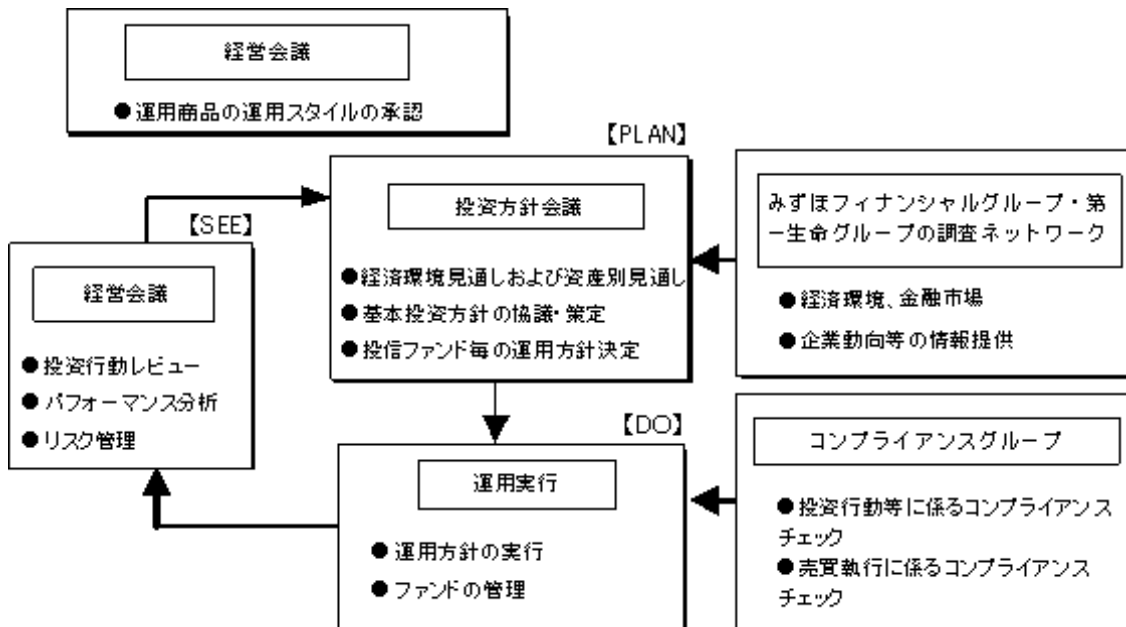 経営会議
●運用商品の運用スタイルの承認
【PLAN】
投資方針会議
●経済環境見通しおよび資産別見通し
●基本投資方針の協議・策定
●投信ファンド毎の運用方針決定
みずほフィナンシャルグループ・第
一生命グループの調査ネットワーク
●経済環境、金融市場
●企業動向等の情報提供
【SEE】
経営会議
●投資行動レビュー
●パフォーマンス分析
●リスク管理
【DO】
運用実行
●運用方針の実行
●ファンドの管理
コンプライアンスグループ
●投資行動等に係るコンプライアンス
チェック
●売買執行に係るコンプライアンス
チェック